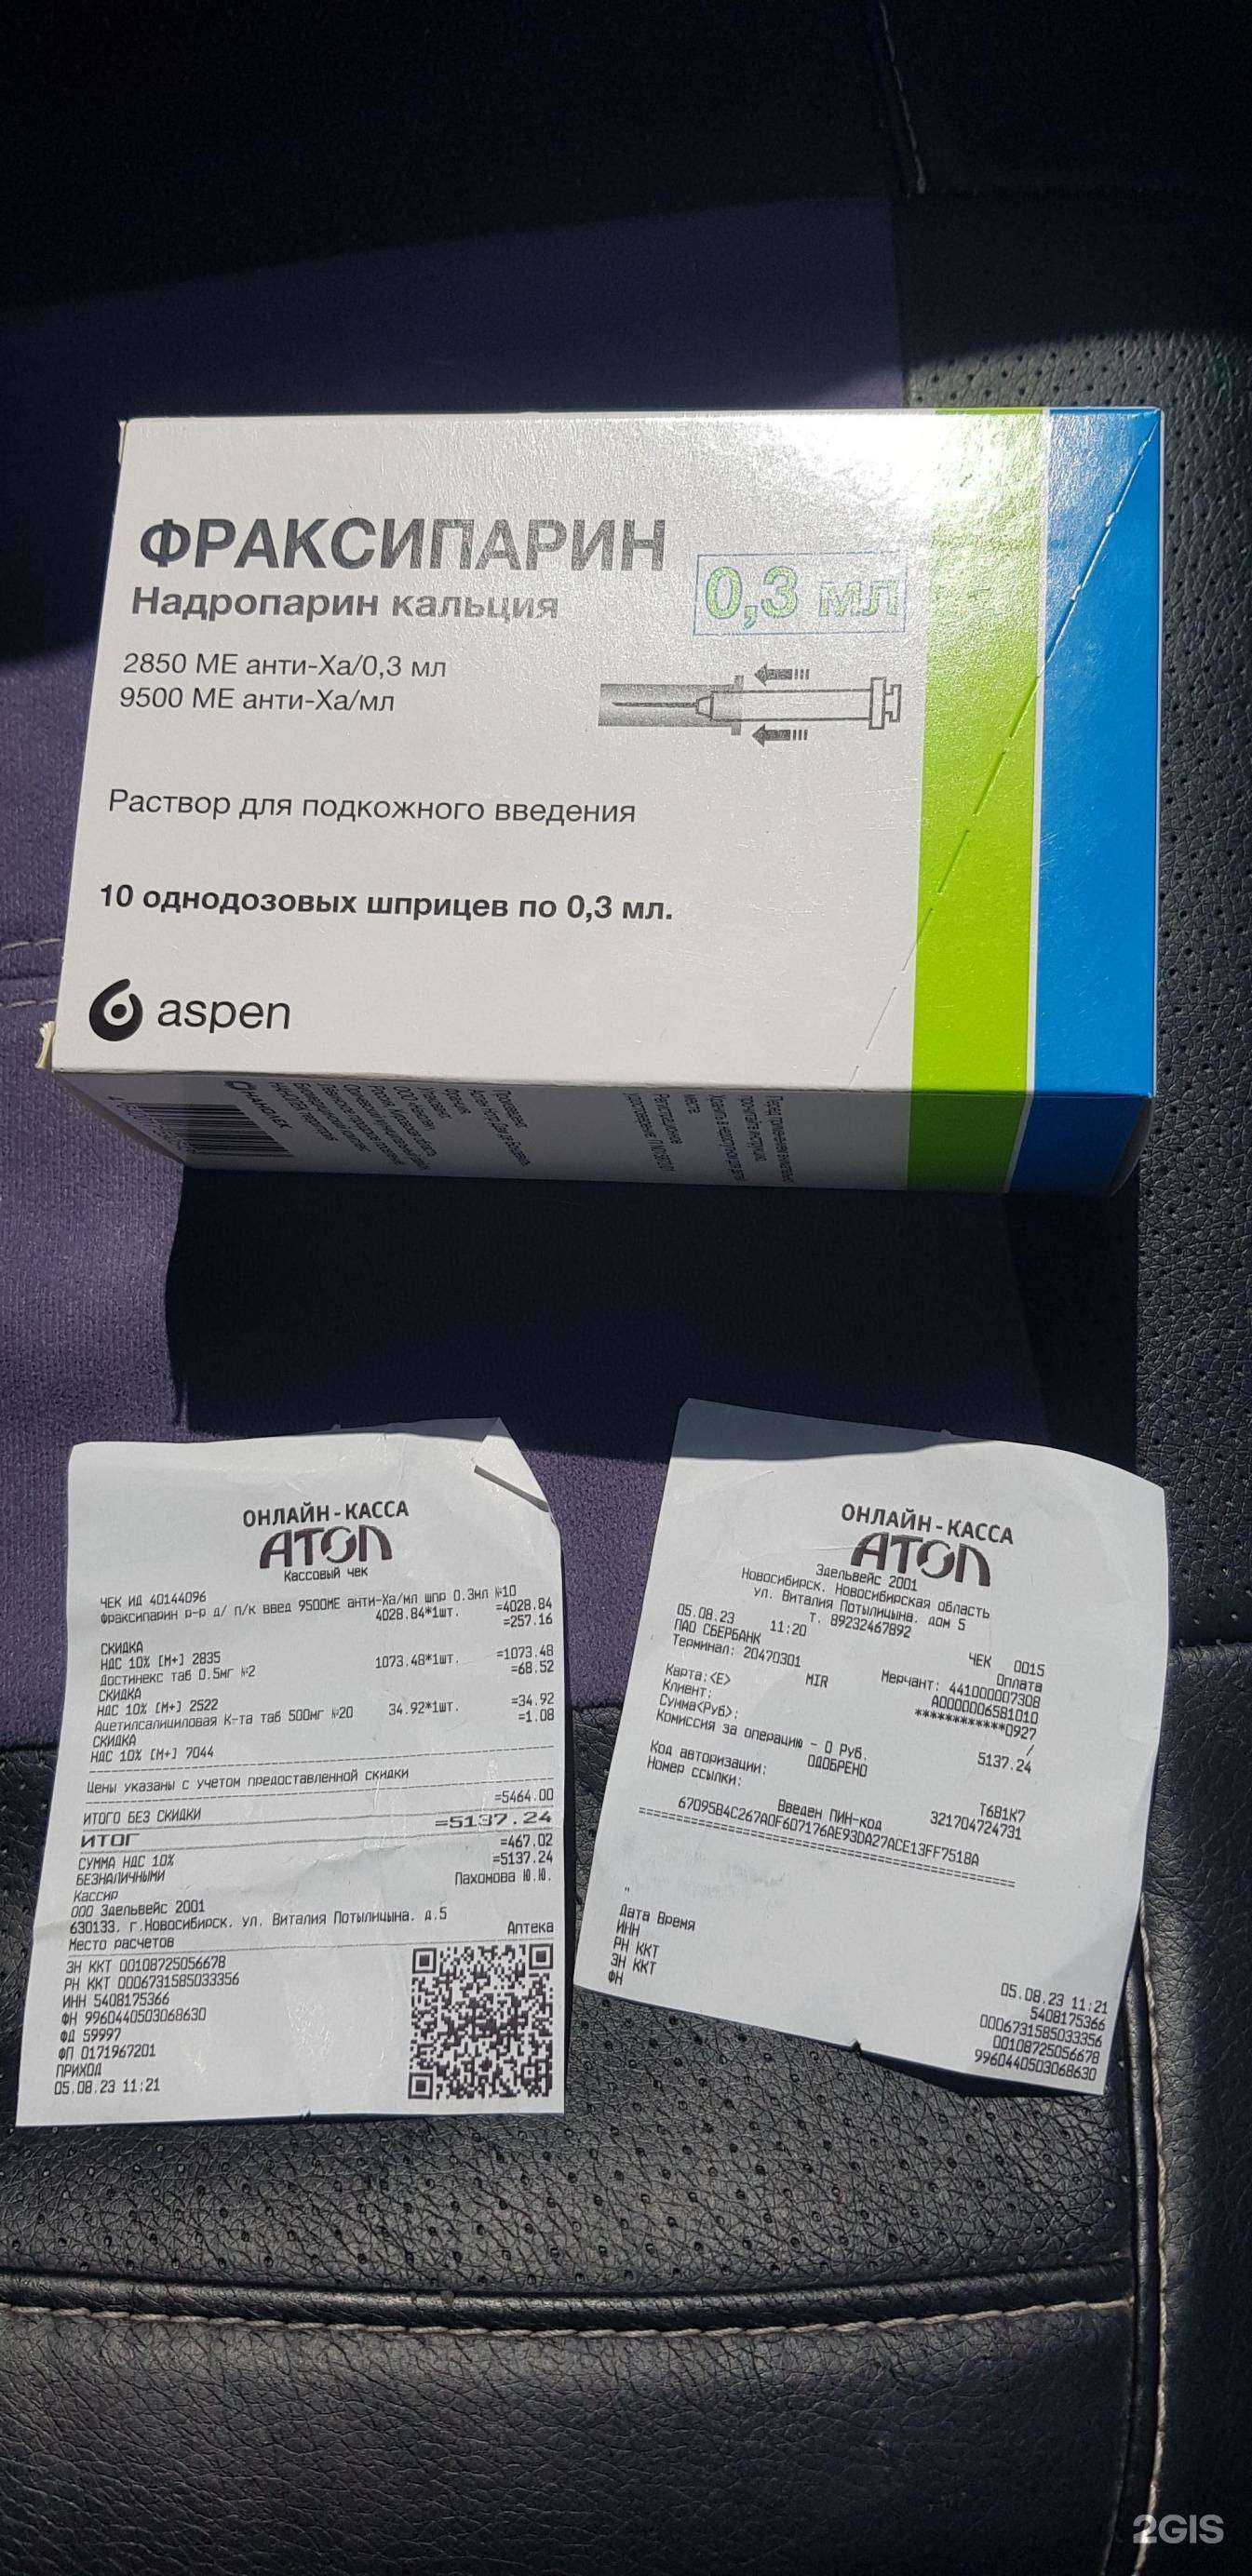 ФРАКСИПАРИН
Надропарин кальция
0,3 мл
2850 МЕ анти-Ха/0,3 мл
9500 МЕ анти-Ха/мл
Раствор для подкожного введения
10 однодозовых шприцев по 0,3 мл.
aspen
ОНЛАЙН-КАССА
АТОЛ
Кассовый чек
ЧЕК ИД 40144096
Фраксипарин р-р д/ п/к введ 9500МЕ анти-Ха/мл шпр 0.3мл №10
4028.84*1шт. =4028.84
СКИДКА =257.16
НДС 10% [М+] 2835
Достинекс таб 0.5мг №2
1073.48*1шт. =1073.48
СКИДКА =68.52
НДС 10% [М+] 2522
Ацетилсалициловая К-та таб 500мг №20
34.92*1шт. =34.92
СКИДКА =1.08
НДС 10% [М+] 7044
Цены указаны с учетом предоставленной скидки
ИТОГО БЕЗ СКИДКИ =5464.00
ИТОГ =5137.24
СУММА НДС 10% =467.02
БЕЗНАЛИЧНЫМИ =5137.24
Кассир Пахомова Ю.Ю.
ООО Эдельвейс 2001
630133, г.Новосибирск, ул. Виталия Потылицына, д.5
Место расчетов Аптека
ЗН ККТ 00108725056678
РН ККТ 0006731585033356
ИНН 5408175366
ФН 9960440503068630
ФД 59997
ФП 0171967201
ПРИХОД
05.08.23 11:21
ОНЛАЙН-КАССА
АТОЛ
Эдельвейс 2001
Новосибирск, Новосибирская область
ул. Виталия Потылицына, дом 5
т. 89232467892
05.08.23 11:20 ЧЕК 0015
ПАО СБЕРБАНК Оплата
Терминал: 20470301 Мерчант: 441000007308
MIR A0000006581010
Карта:<E> ************0927
Клиент: /
Сумма<Руб>: 5137.24
Комиссия за операцию - 0 Руб.
ОДОБРЕНО
Код авторизации: T681K7
Номер ссылки: 321704724731
Введен ПИН-код
67095B4C267A0F607176AE93DA27ACE13FF7518A
Дата Время 05.08.23 11:21
ИНН 5408175366
РН ККТ 0006731585033356
ЗН ККТ 00108725056678
ФН 9960440503068630
2GIS